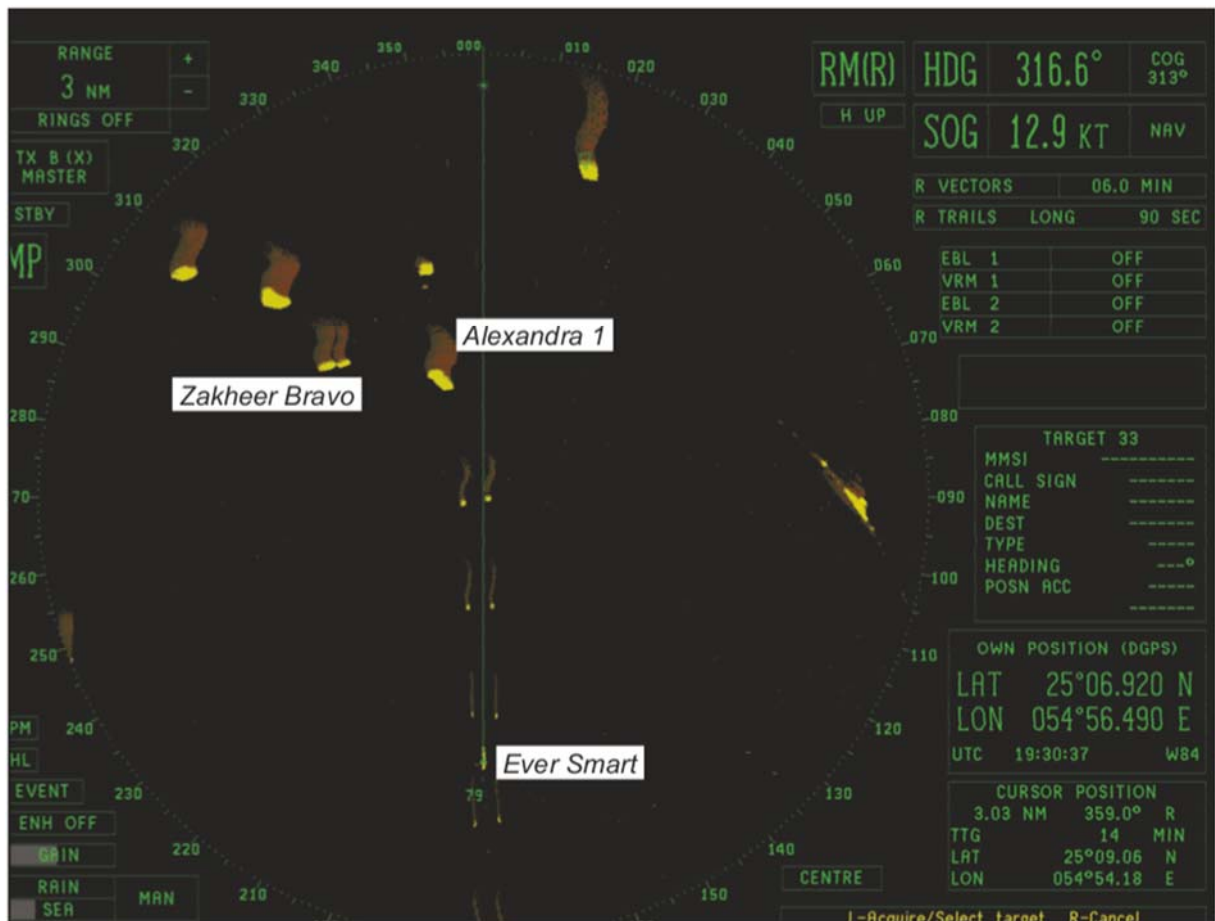 RANGE
3 NM
+
-
RINGS OFF
TX B (X)
MASTER
STBY
MP
RM(R)
H UP
HDG 316.6° COG 313°
SOG 12.9 KT NAV
R VECTORS 06.0 MIN
R TRAILS LONG 90 SEC
EBL 1 OFF
VRM 1 OFF
EBL 2 OFF
VRM 2 OFF
350 000 010
340 020
330 030
320 040
310 050
300 060
290 070
280 080
70 090
260 100
250 110
240 120
230 79 130
220 140
210 150
Alexandra 1
Zakheer Bravo
Ever Smart
TARGET 33
MMSI ----------
CALL SIGN -------
NAME -------
DEST -------
TYPE -----
HEADING ---°
POSN ACC -----
-------
OWN POSITION (DGPS)
LAT 25°06.920 N
LON 054°56.490 E
UTC 19:30:37 W84
CURSOR POSITION
3.03 NM 359.0° R
TTG 14 MIN
LAT 25°09.06 N
LON 054°54.18 E
PM
HL
EVENT
ENH OFF
GAIN
RAIN
SEA
MAN
CENTRE
L-Acquire/Select target R-Cancel